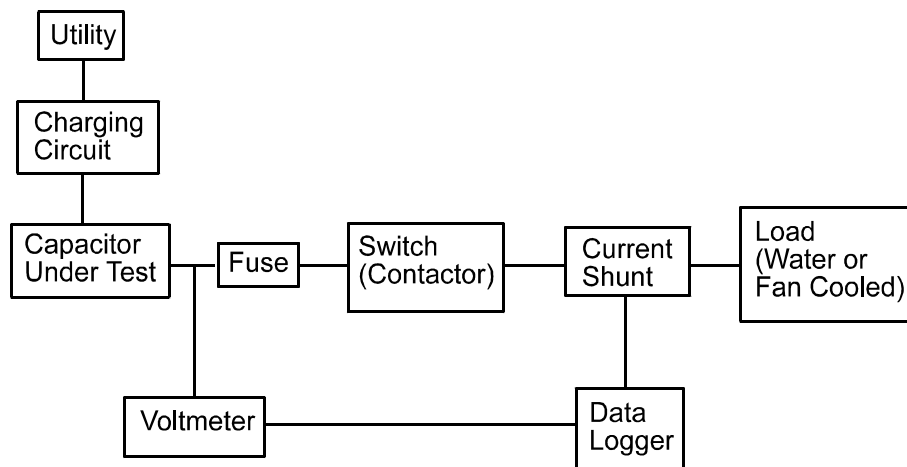 Utility
Charging
Circuit
Capacitor
Under Test
Fuse
Switch
(Contactor)
Current
Shunt
Load
(Water or
Fan Cooled)
Voltmeter
Data
Logger